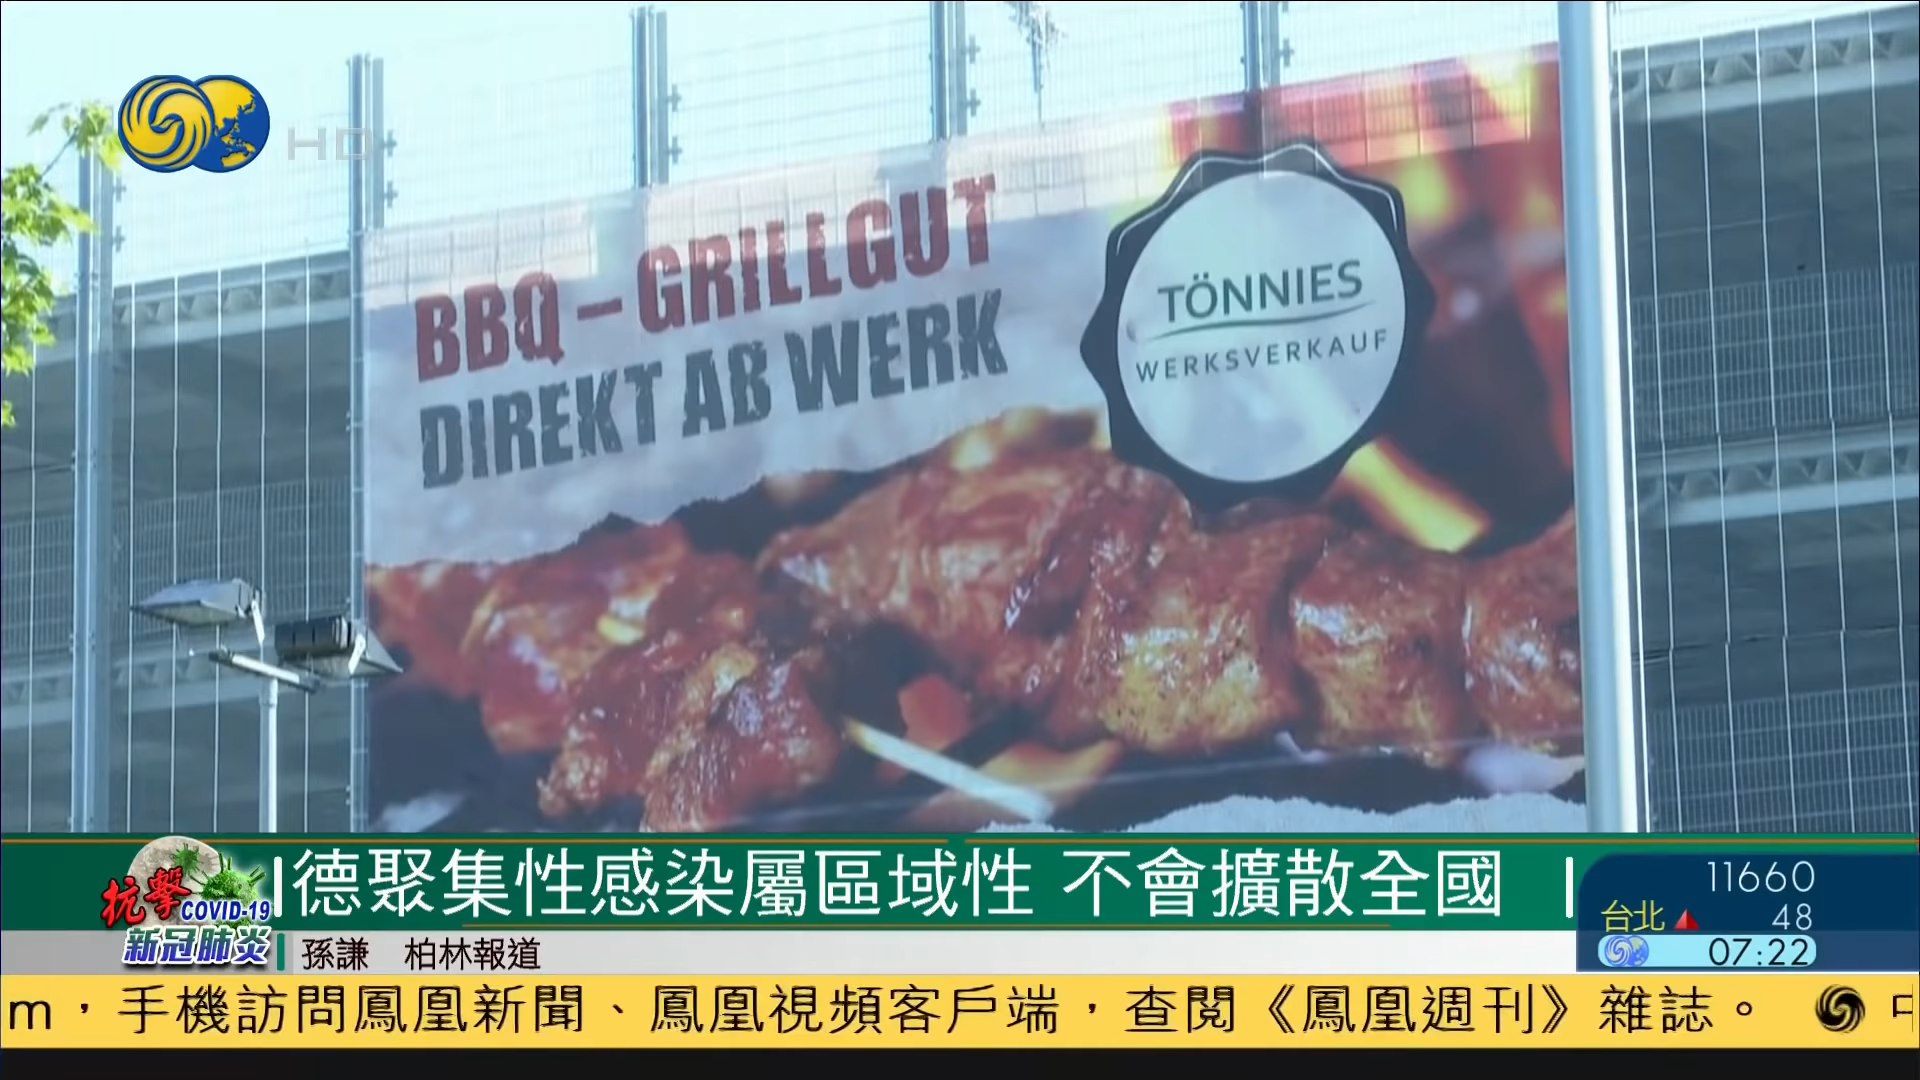 HD
BBQ – GRILLGUT
DIREKT AB WERK
TÖNNIES
WERKSVERKAUF
抗擊
COVID-19
新冠肺炎
德聚集性感染屬區域性 不會擴散全國
孫謙 柏林報道
11660
台北 48
07:22
m，手機訪問鳳凰新聞、鳳凰視頻客戶端，查閱《鳳凰週刊》雜誌。